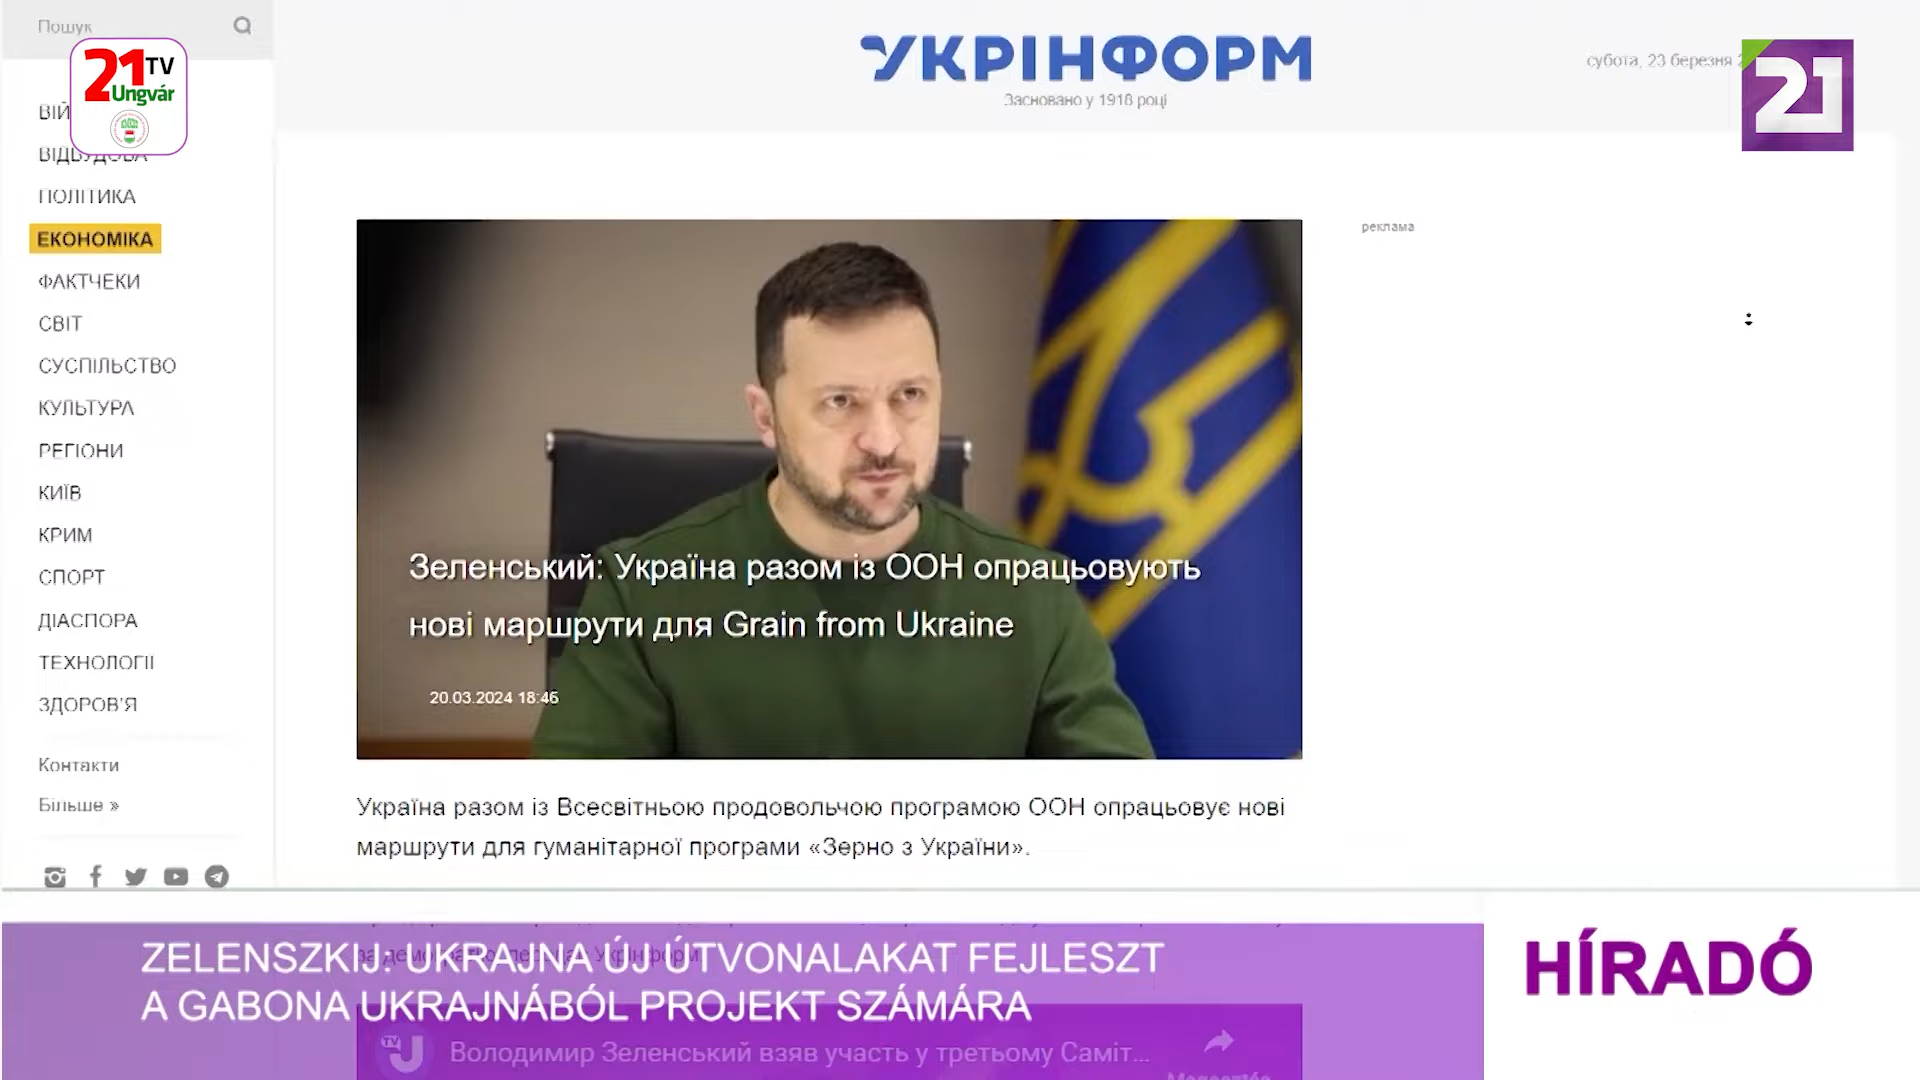 Пошук
21 TV
Ungvár
УКРІНФОРМ
Засновано у 1918 році
субота, 23 березня
21
ВІЙ
ВІДБУДОВА
ПОЛІТИКА
ЕКОНОМІКА
ФАКТЧЕКИ
СВІТ
СУСПІЛЬСТВО
КУЛЬТУРА
РЕГІОНИ
КИЇВ
КРИМ
СПОРТ
ДІАСПОРА
ТЕХНОЛОГІЇ
ЗДОРОВ'Я
Контакти
Більше »
реклама
Зеленський: Україна разом із ООН опрацьовують
нові маршрути для Grain from Ukraine
20.03.2024 18:46
Україна разом із Всесвітньою продовольчою програмою ООН опрацьовує нові
маршрути для гуманітарної програми «Зерно з України».
ZELENSZKIJ: UKRAJNA ÚJ ÚTVONALAKAT FEJLESZT
A GABONA UKRAJNÁBÓL PROJEKT SZÁMÁRA
HÍRADÓ
Володимир Зеленський взяв участь у третьому Саміт...